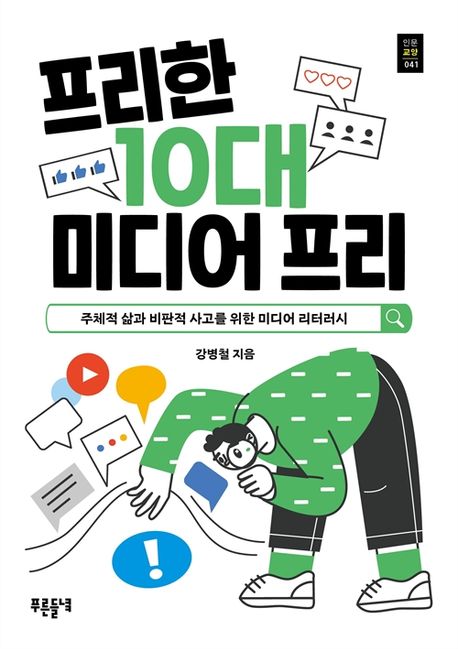 인문
교양
041
프리한
10대
미디어 프리
주체적 삶과 비판적 사고를 위한 미디어 리터러시
강병철 지음
!
푸른들녘